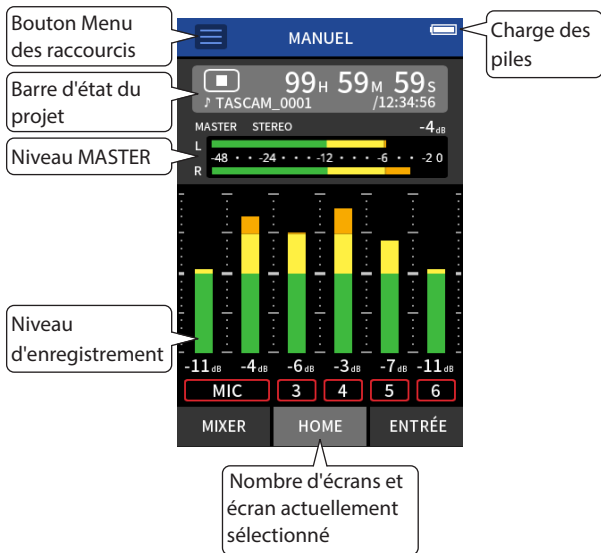 Bouton Menu
des raccourcis
MANUEL
Charge des
piles
Barre d'état du
projet
99H 59M 59s
♪ TASCAM_0001 /12:34:56
MASTER STEREO -4dB
Niveau MASTER
L
-48 • • -24 • • • • -12 • • • • -6 • • -2 0
R
Niveau
d'enregistrement
-11dB -4dB -6dB -3dB -7dB -11dB
MIC 3 4 5 6
MIXER HOME ENTRÉE
Nombre d'écrans et
écran actuellement
sélectionné